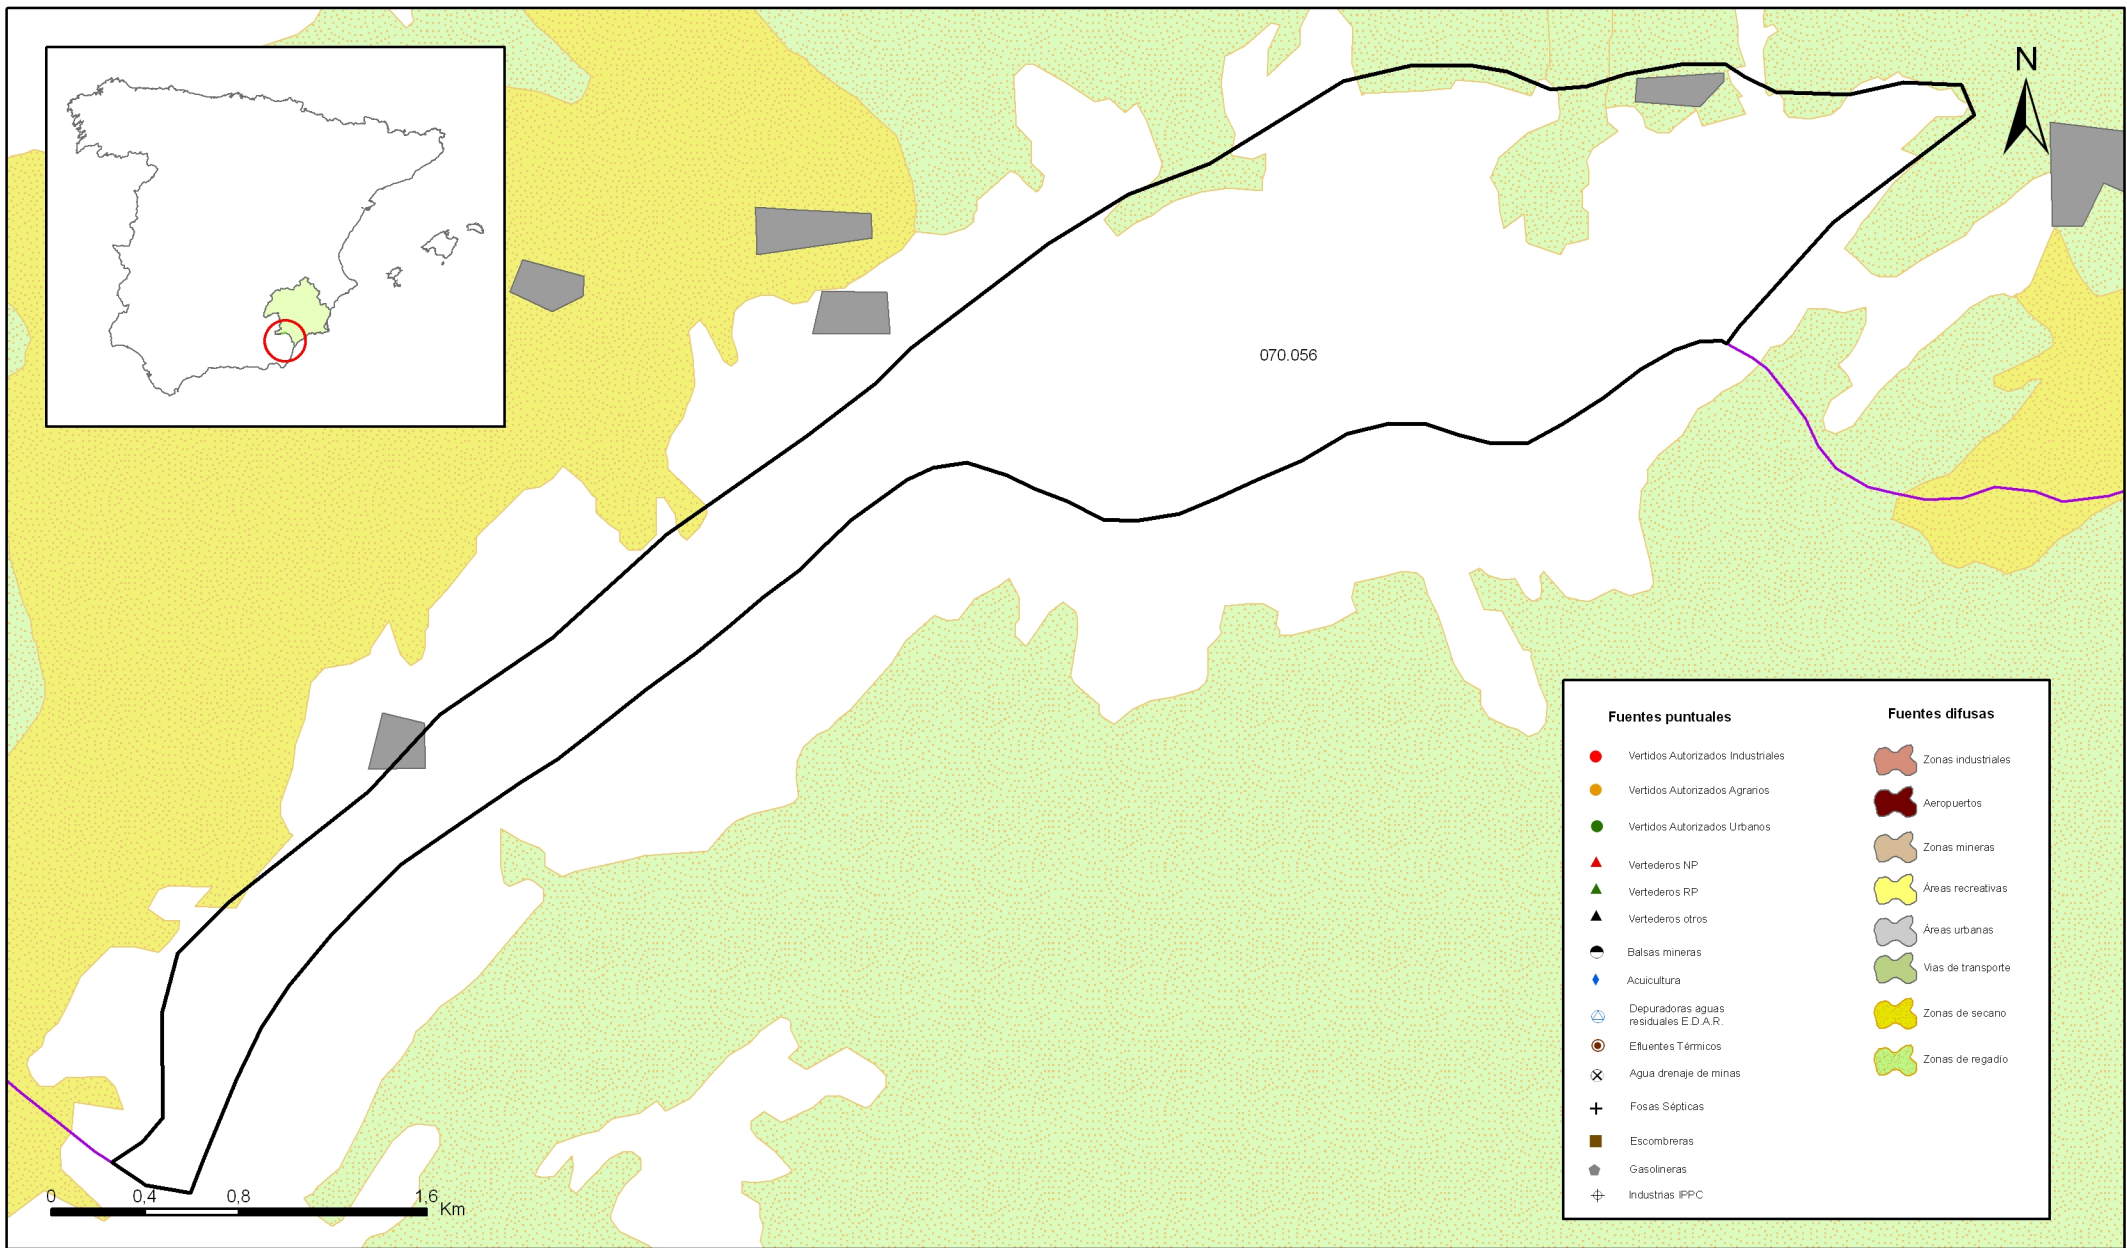 N
070.056
Fuentes puntuales
Vertidos Autorizados Industriales
Vertidos Autorizados Agrarios
Vertidos Autorizados Urbanos
Vertederos NP
Vertederos RP
Vertederos otros
Balsas mineras
Acuicultura
Depuradoras aguas
residuales E.D.A.R.
Efluentes Térmicos
Agua drenaje de minas
Fosas Sépticas
Escombreras
Gasolineras
Industrias IPPC
Fuentes difusas
Zonas industriales
Aeropuertos
Zonas mineras
Áreas recreativas
Áreas urbanas
Vias de transporte
Zonas de secano
Zonas de regadío
0 0,4 0,8 1,6 Km